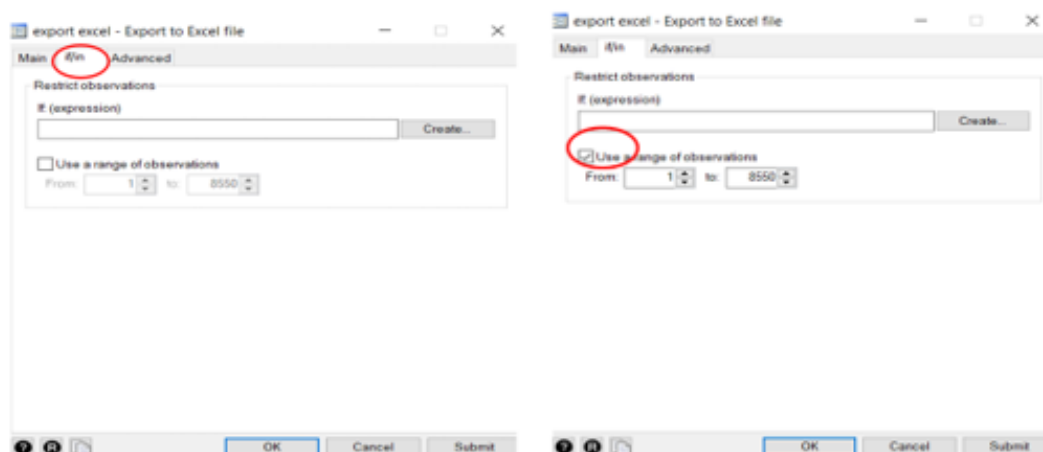 export excel - Export to Excel file
Main if/in Advanced
Restrict observations
If: (expression)
Create...
Use a range of observations
From: 1 to: 8550
OK Cancel Submit
export excel - Export to Excel file
Main if/in Advanced
Restrict observations
If: (expression)
Create...
Use a range of observations
From: 1 to: 8550
OK Cancel Submit